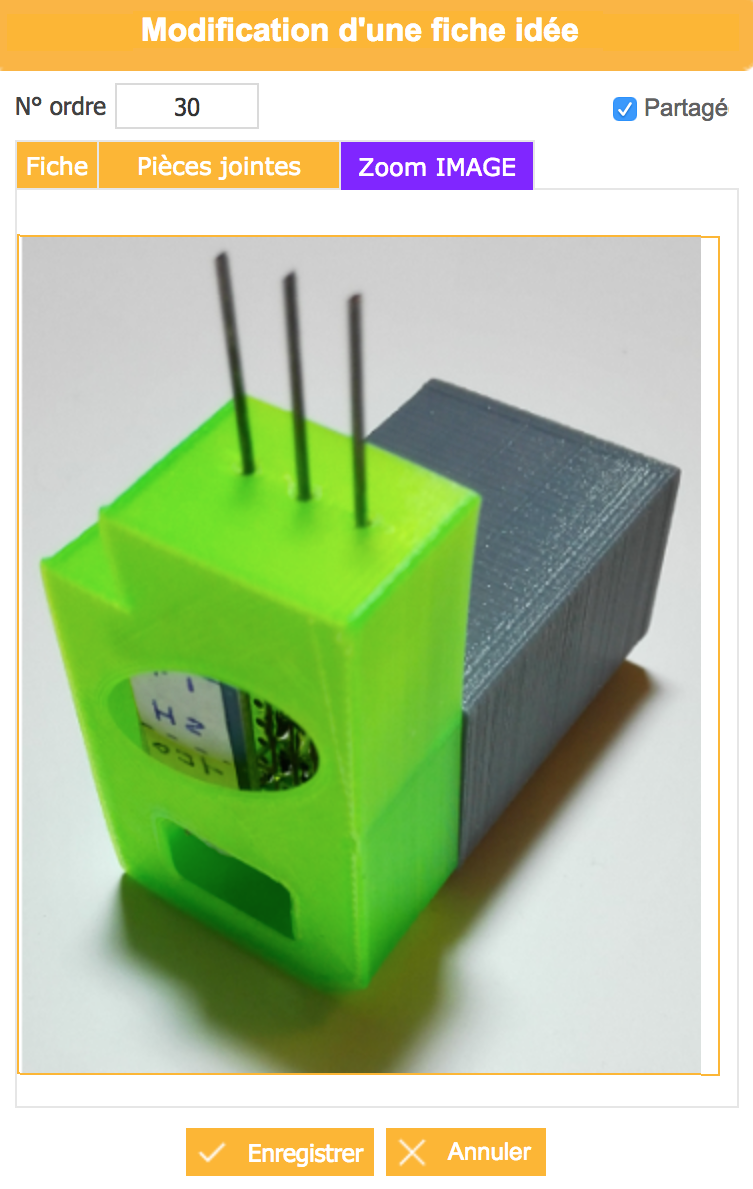 Modification d'une fiche idée
N° ordre 30 Partagé
Fiche Pièces jointes Zoom IMAGE
Enregistrer Annuler